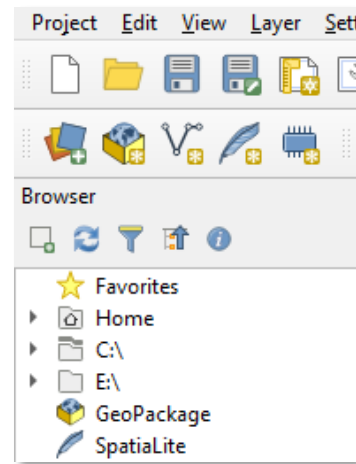 Project Edit View Layer
Browser
Favorites
Home
C:\
E:\
GeoPackage
SpatiaLite